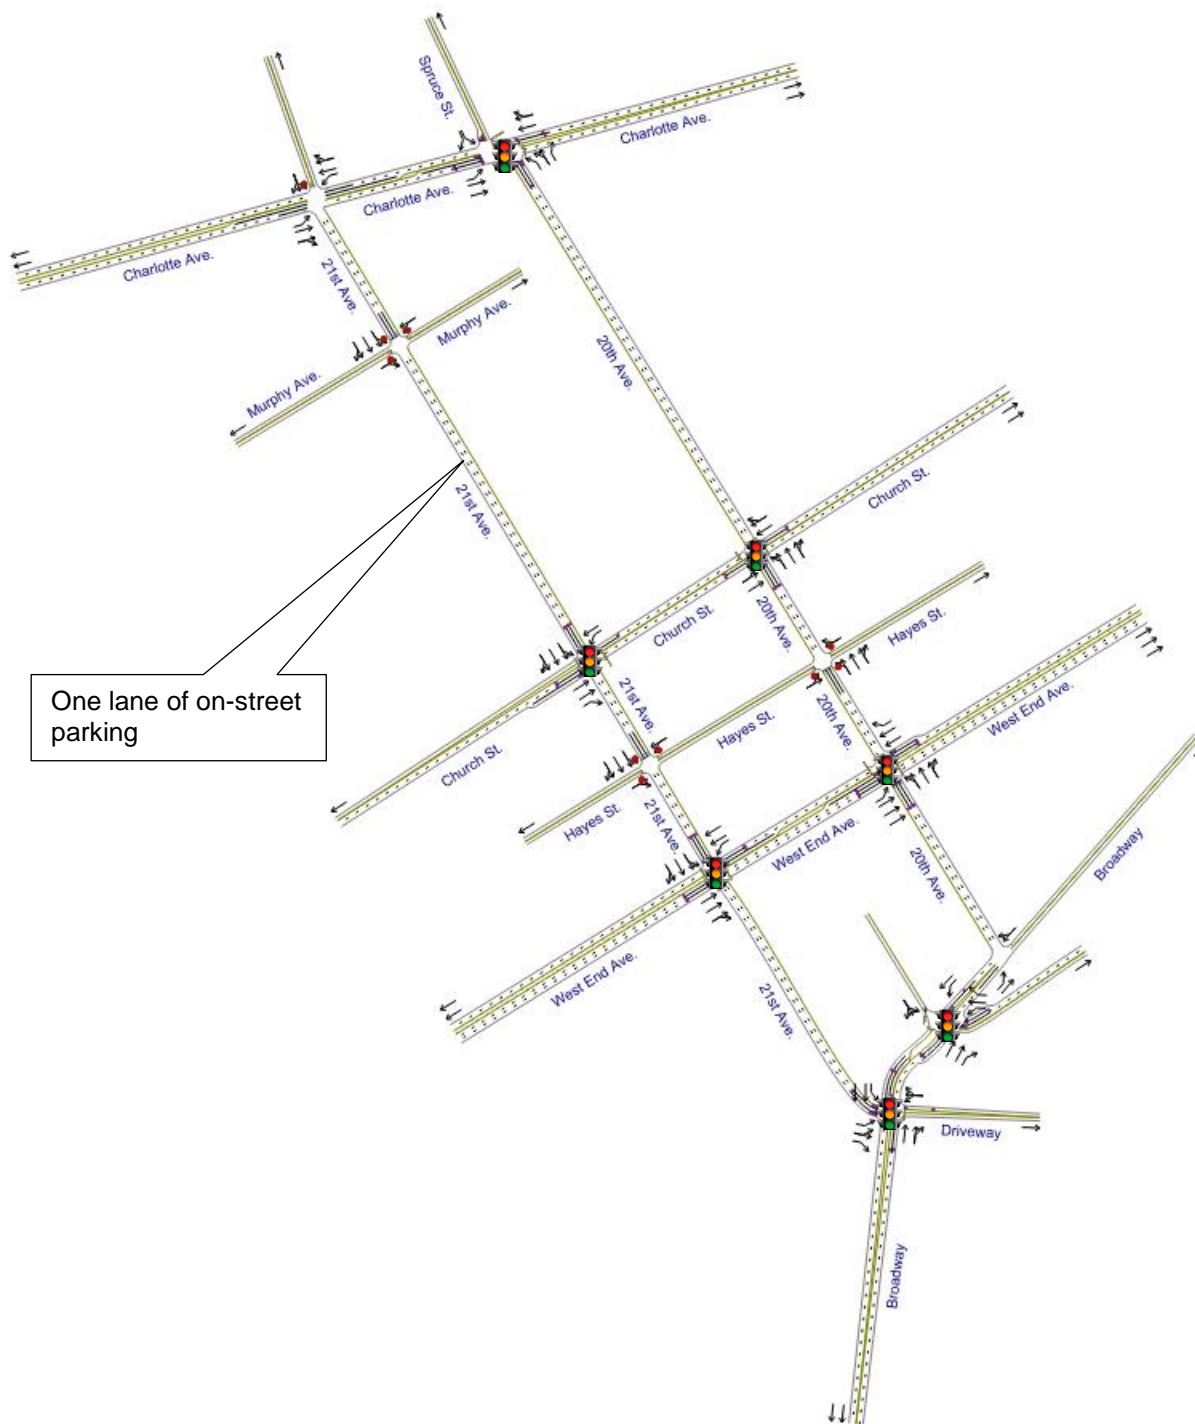 Spruce St.
Charlotte Ave.
Charlotte Ave.
Charlotte Ave.
21st Ave.
Murphy Ave.
Murphy Ave.
20th Ave.
21st Ave.
Church St.
Church St.
20th Ave.
Hayes St.
One lane of on-street
parking
21st Ave.
Hayes St.
20th Ave.
West End Ave.
Church St.
Hayes St.
21st Ave.
West End Ave.
20th Ave.
Broadway
West End Ave.
21st Ave.
Driveway
Broadway